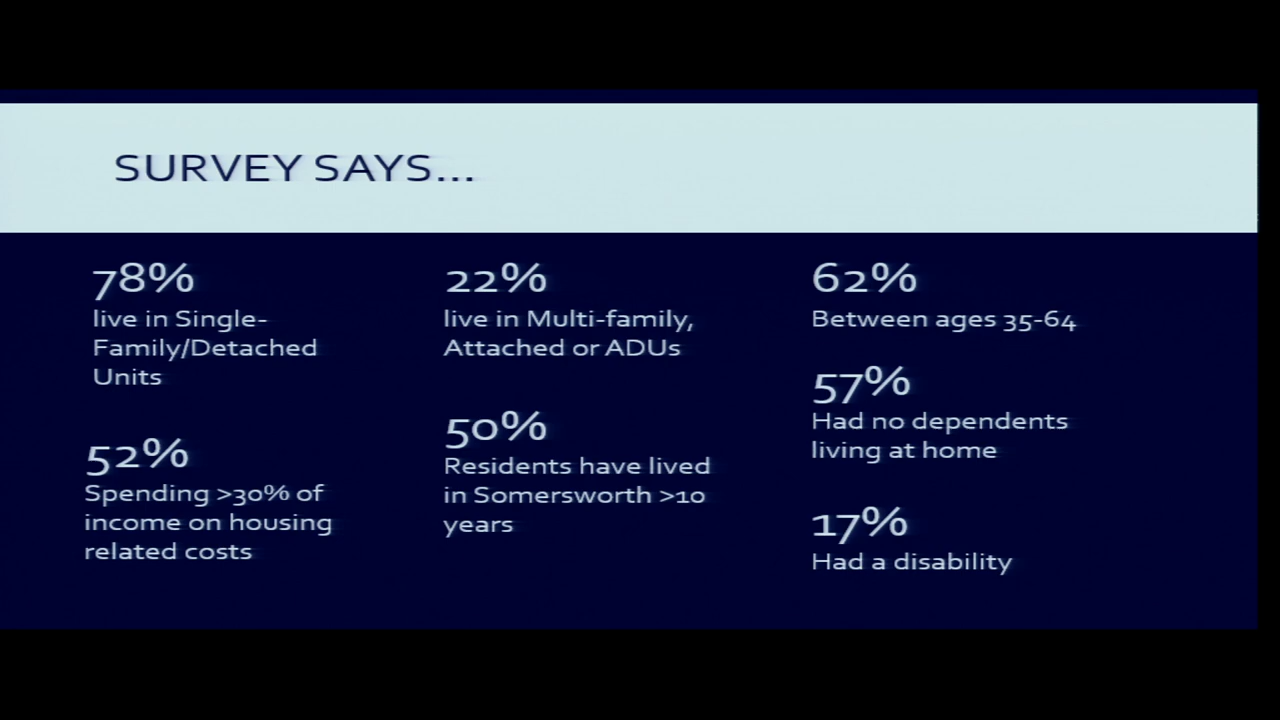 SURVEY SAYS...
78%
live in Single-
Family/Detached
Units
52%
Spending >30% of
income on housing
related costs
22%
live in Multi-family,
Attached or ADUs
50%
Residents have lived
in Somersworth >10
years
62%
Between ages 35-64
57%
Had no dependents
living at home
17%
Had a disability